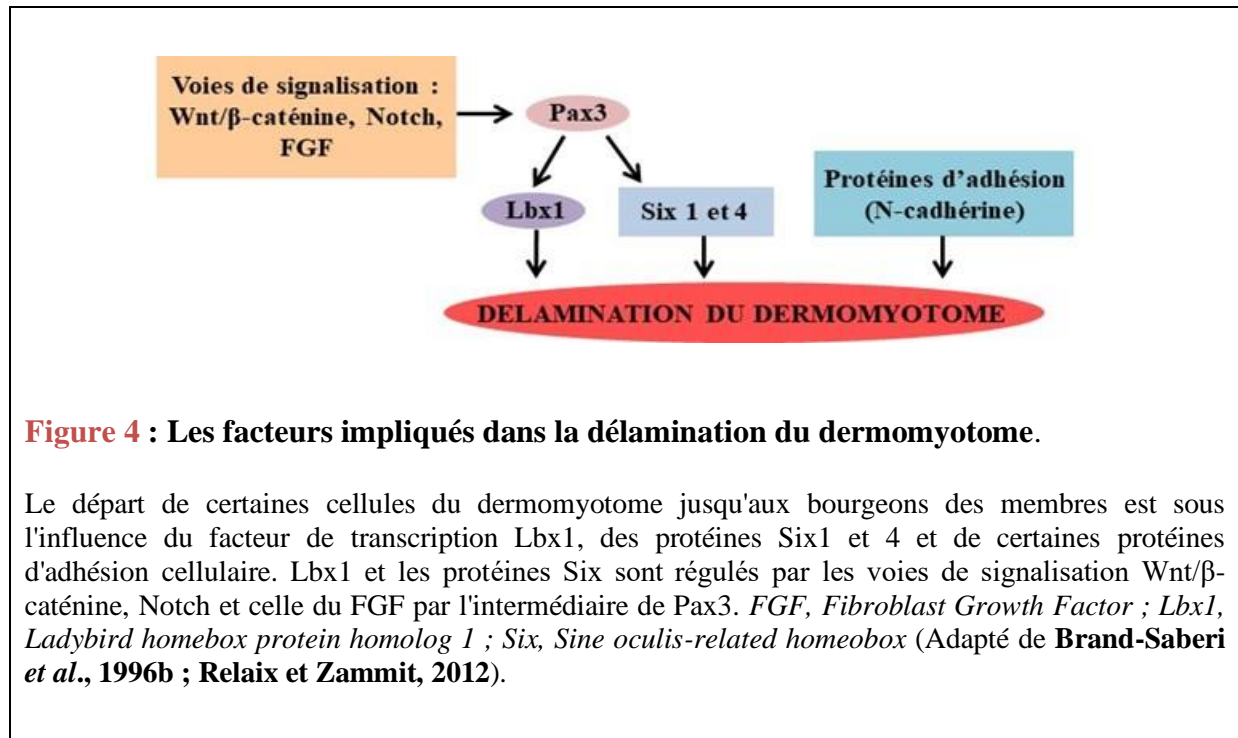 Voies de signalisation :
Wnt/β-caténine, Notch,
FGF
Pax3
Lbx1
Six 1 et 4
Protéines d'adhésion
(N-cadhérine)
DELAMINATION DU DERMOMYOTOME
Figure 4 : Les facteurs impliqués dans la délamination du dermomyotome.
Le départ de certaines cellules du dermomyotome jusqu'aux bourgeons des membres est sous
l'influence du facteur de transcription Lbx1, des protéines Six1 et 4 et de certaines protéines
d'adhésion cellulaire. Lbx1 et les protéines Six sont régulés par les voies de signalisation Wnt/β-
caténine, Notch et celle du FGF par l'intermédiaire de Pax3. FGF, Fibroblast Growth Factor ; Lbx1,
Ladybird homebox protein homolog 1 ; Six, Sine oculis-related homeobox (Adapté de Brand-Saberi
et al., 1996b ; Relaix et Zammit, 2012).